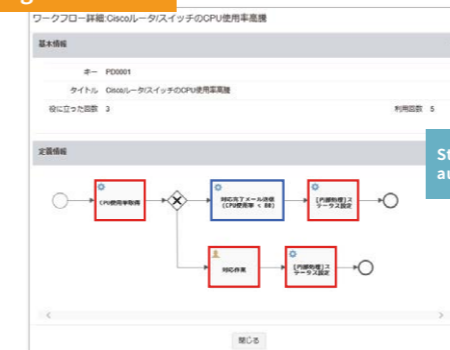 ワークフロー詳細:Ciscoルータ/スイッチのCPU使用率高騰
基本情報
キー PD0001
タイトル Ciscoルータ/スイッチのCPU使用率高騰
役に立った回数 3 利用回数 5
定義情報
CPU使用率取得
対応完了メール送信
(CPU使用率 < 80)
[内部処理]ス
テータス設定
対応作業
[内部処理]ス
テータス設定
閉じる